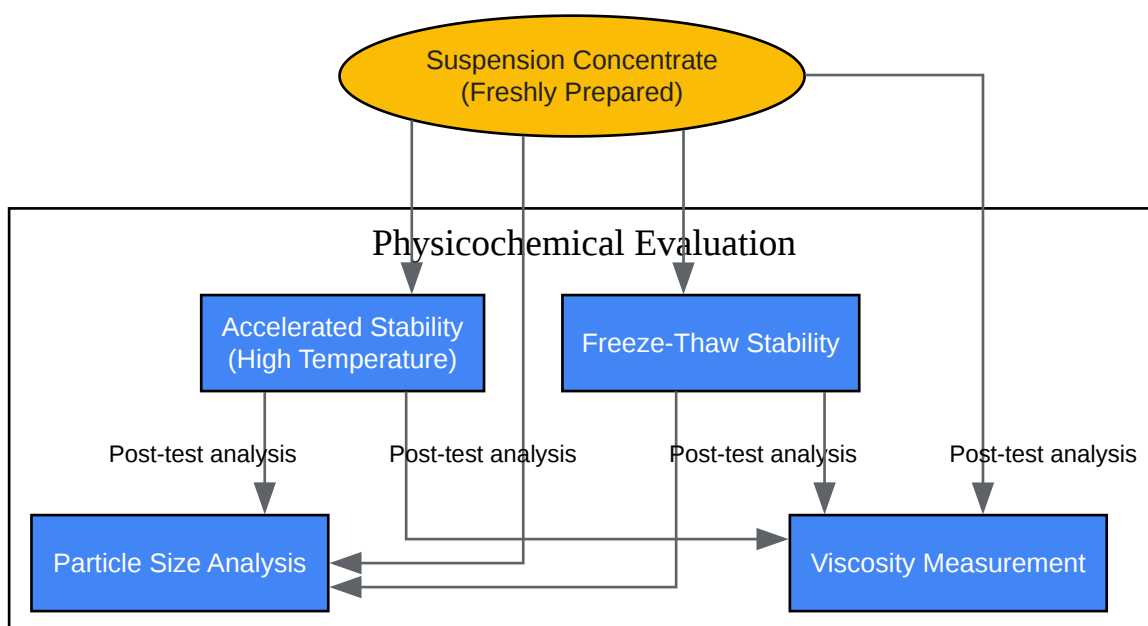 Suspension Concentrate
(Freshly Prepared)
Physicochemical Evaluation
Accelerated Stability
(High Temperature)
Freeze-Thaw Stability
Post-test analysis
Post-test analysis
Post-test analysis
Post-test analysis
Particle Size Analysis
Viscosity Measurement